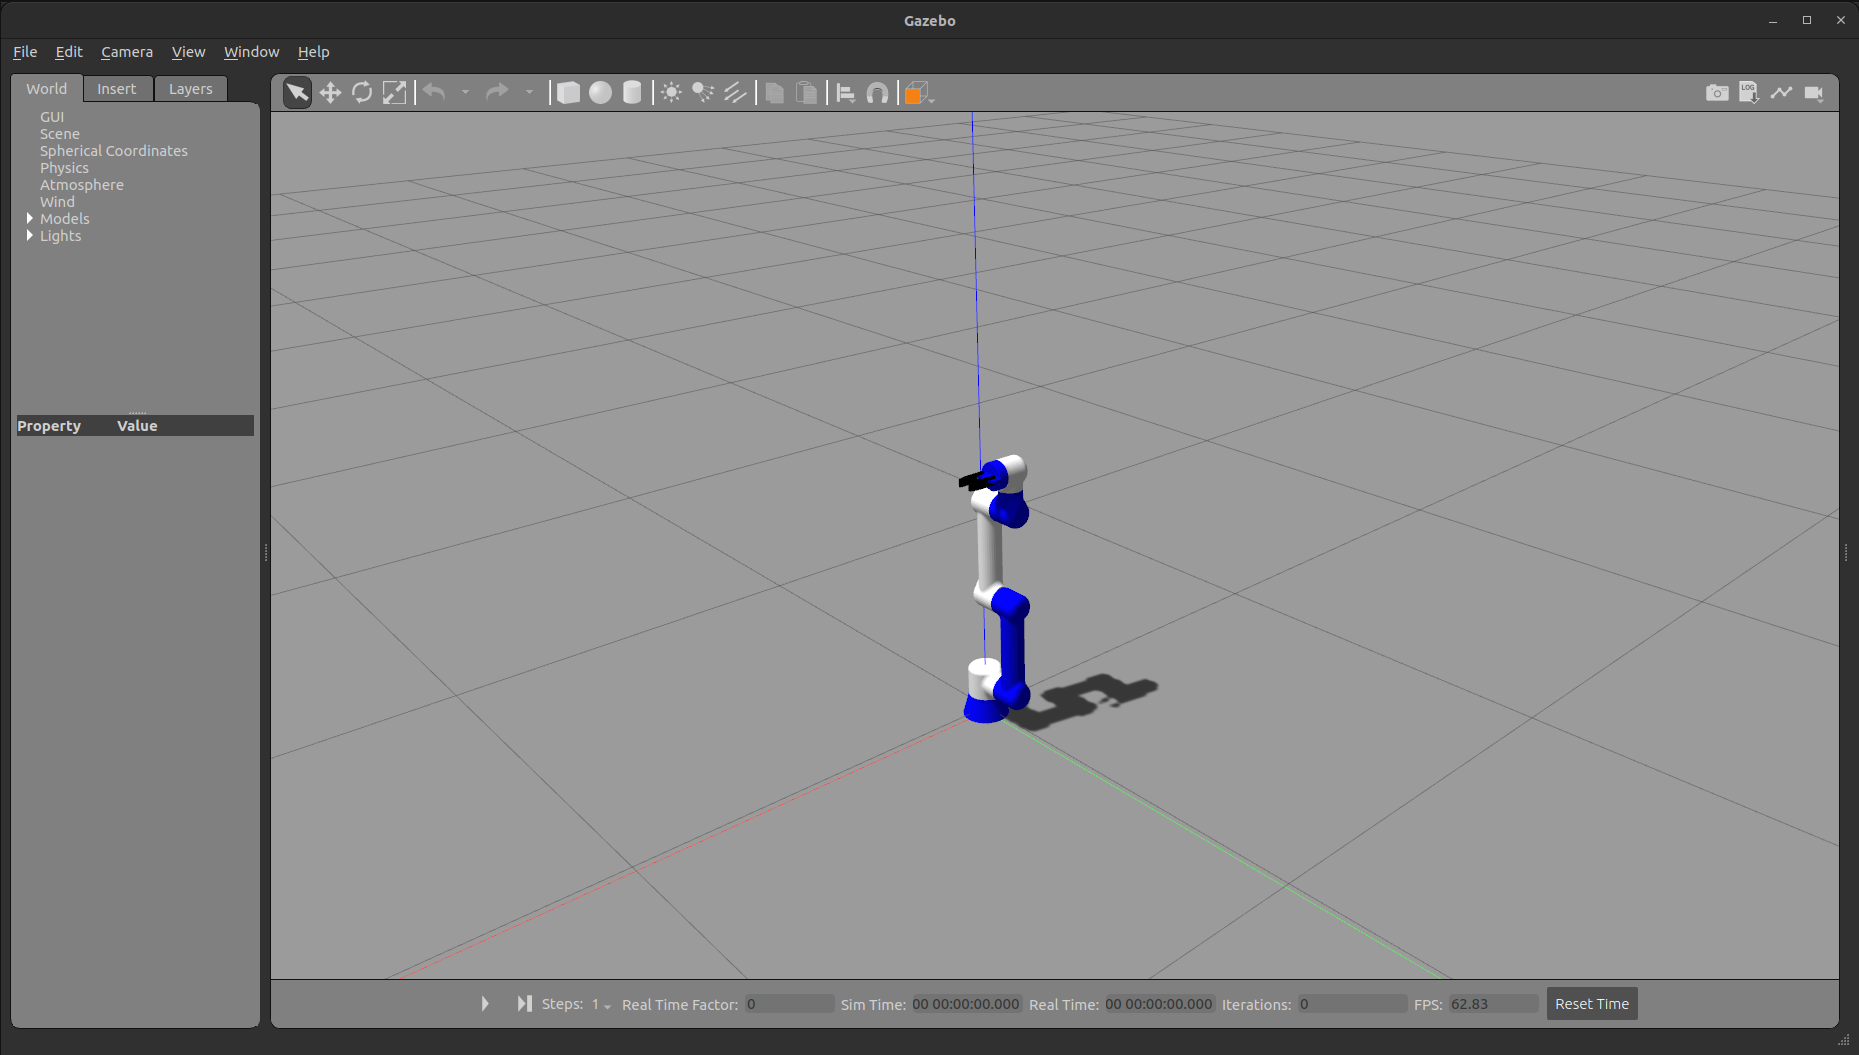 Gazebo
File Edit Camera View Window Help
World Insert Layers
LOG
GUI
Scene
Spherical Coordinates
Physics
Atmosphere
Wind
Models
Lights
Property Value
Steps: 1 Real Time Factor: 0 Sim Time: 00 00:00:00.000 Real Time: 00 00:00:00.000 Iterations: 0 FPS: 62.83 Reset Time